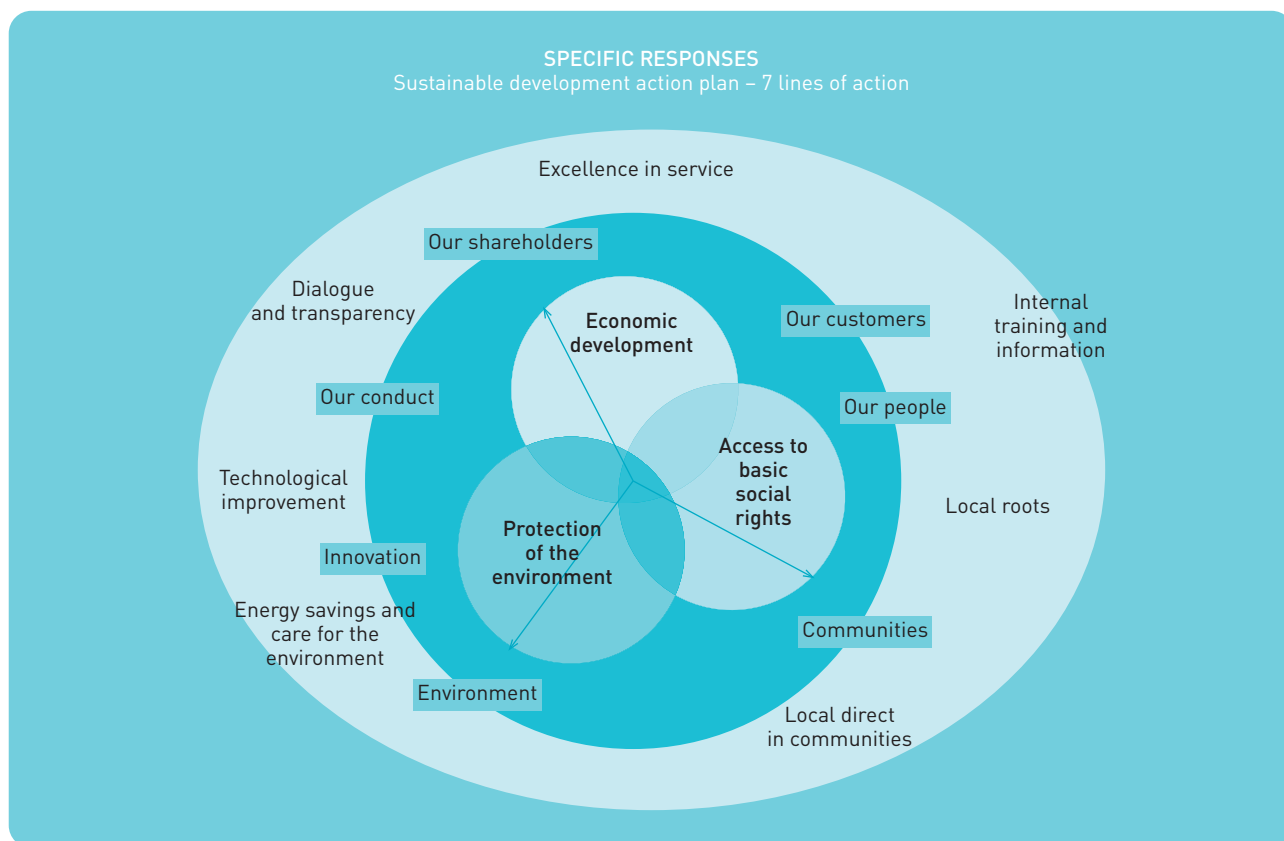 SPECIFIC RESPONSES
Sustainable development action plan – 7 lines of action
Excellence in service
Our shareholders
Dialogue
and transparency
Economic
development
Our customers
Internal
training and
information
Our conduct
Our people
Access to
basic
social
rights
Technological
improvement
Local roots
Protection
of the
environment
Innovation
Energy savings and
care for the
environment
Communities
Environment
Local direct
in communities